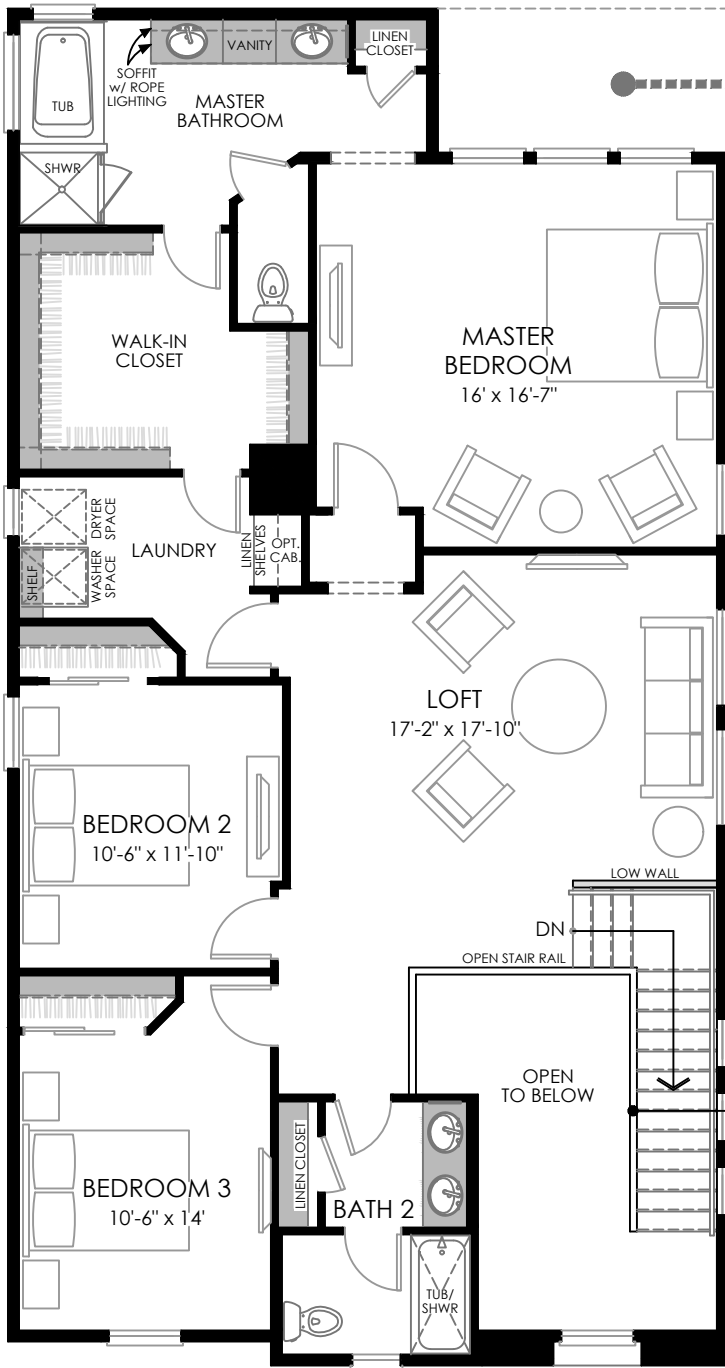 SOFFIT
w/ ROPE
LIGHTING
VANITY
LINEN
CLOSET
TUB
MASTER
BATHROOM
SHWR
WALK-IN
CLOSET
MASTER
BEDROOM
16' x 16'-7"
DRYER
SPACE
WASHER
SPACE
SHELF
LAUNDRY
LINEN
SHELVES
OPT.
CAB.
LOFT
17'-2" x 17'-10"
BEDROOM 2
10'-6" x 11'-10"
LOW WALL
DN
OPEN STAIR RAIL
OPEN
TO BELOW
LINEN CLOSET
BEDROOM 3
10'-6" x 14'
BATH 2
TUB/
SHWR